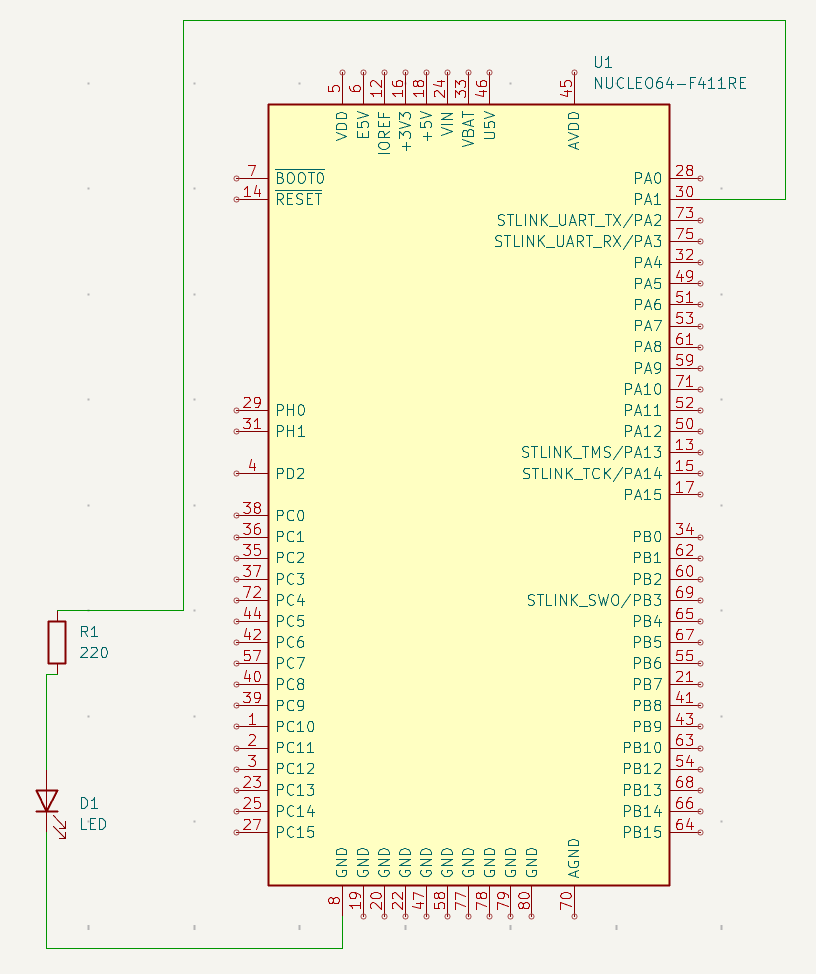 U1
NUCLEO64-F411RE
5 6 12 16 18 24 33 46 45
VDD E5V IOREF +3V3 +5V VIN VBAT U5V AVDD
7 BOOT0 PA0 28
14 RESET PA1 30
STLINK_UART_TX/PA2 73
STLINK_UART_RX/PA3 75
PA4 32
PA5 49
PA6 51
PA7 53
PA8 61
PA9 59
PA10 71
29 PH0 PA11 52
31 PH1 PA12 50
STLINK_TMS/PA13 13
4 PD2 STLINK_TCK/PA14 15
PA15 17
38 PC0
36 PC1 PB0 34
35 PC2 PB1 62
37 PC3 PB2 60
72 PC4 STLINK_SWO/PB3 69
44 PC5 PB4 65
R1
42 PC6 PB5 67
220
57 PC7 PB6 55
40 PC8 PB7 21
39 PC9 PB8 41
1 PC10 PB9 43
2 PC11 PB10 63
3 PC12 PB12 54
23 PC13 PB13 68
D1
25 PC14 PB14 66
LED
27 PC15 PB15 64
GND GND GND GND GND GND GND GND GND GND AGND
8 19 20 22 47 58 77 78 79 80 70